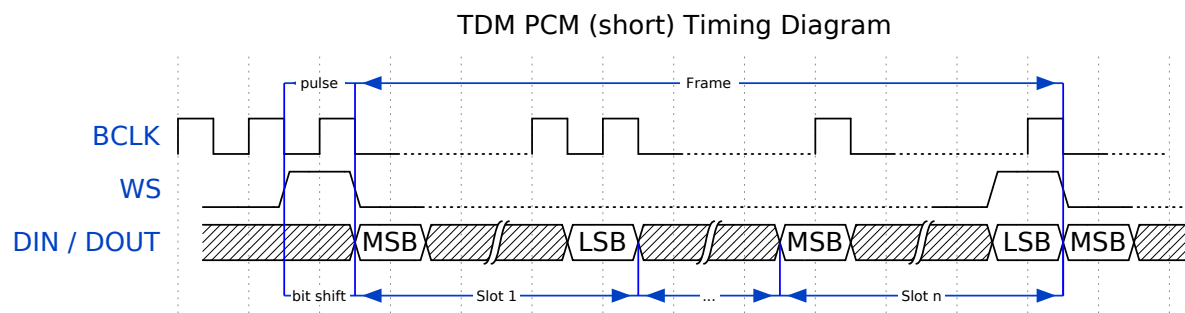 TDM PCM (short) Timing Diagram
pulse
Frame
BCLK
WS
DIN / DOUT
MSB
LSB
MSB
LSB
MSB
bit shift
Slot 1
...
Slot n